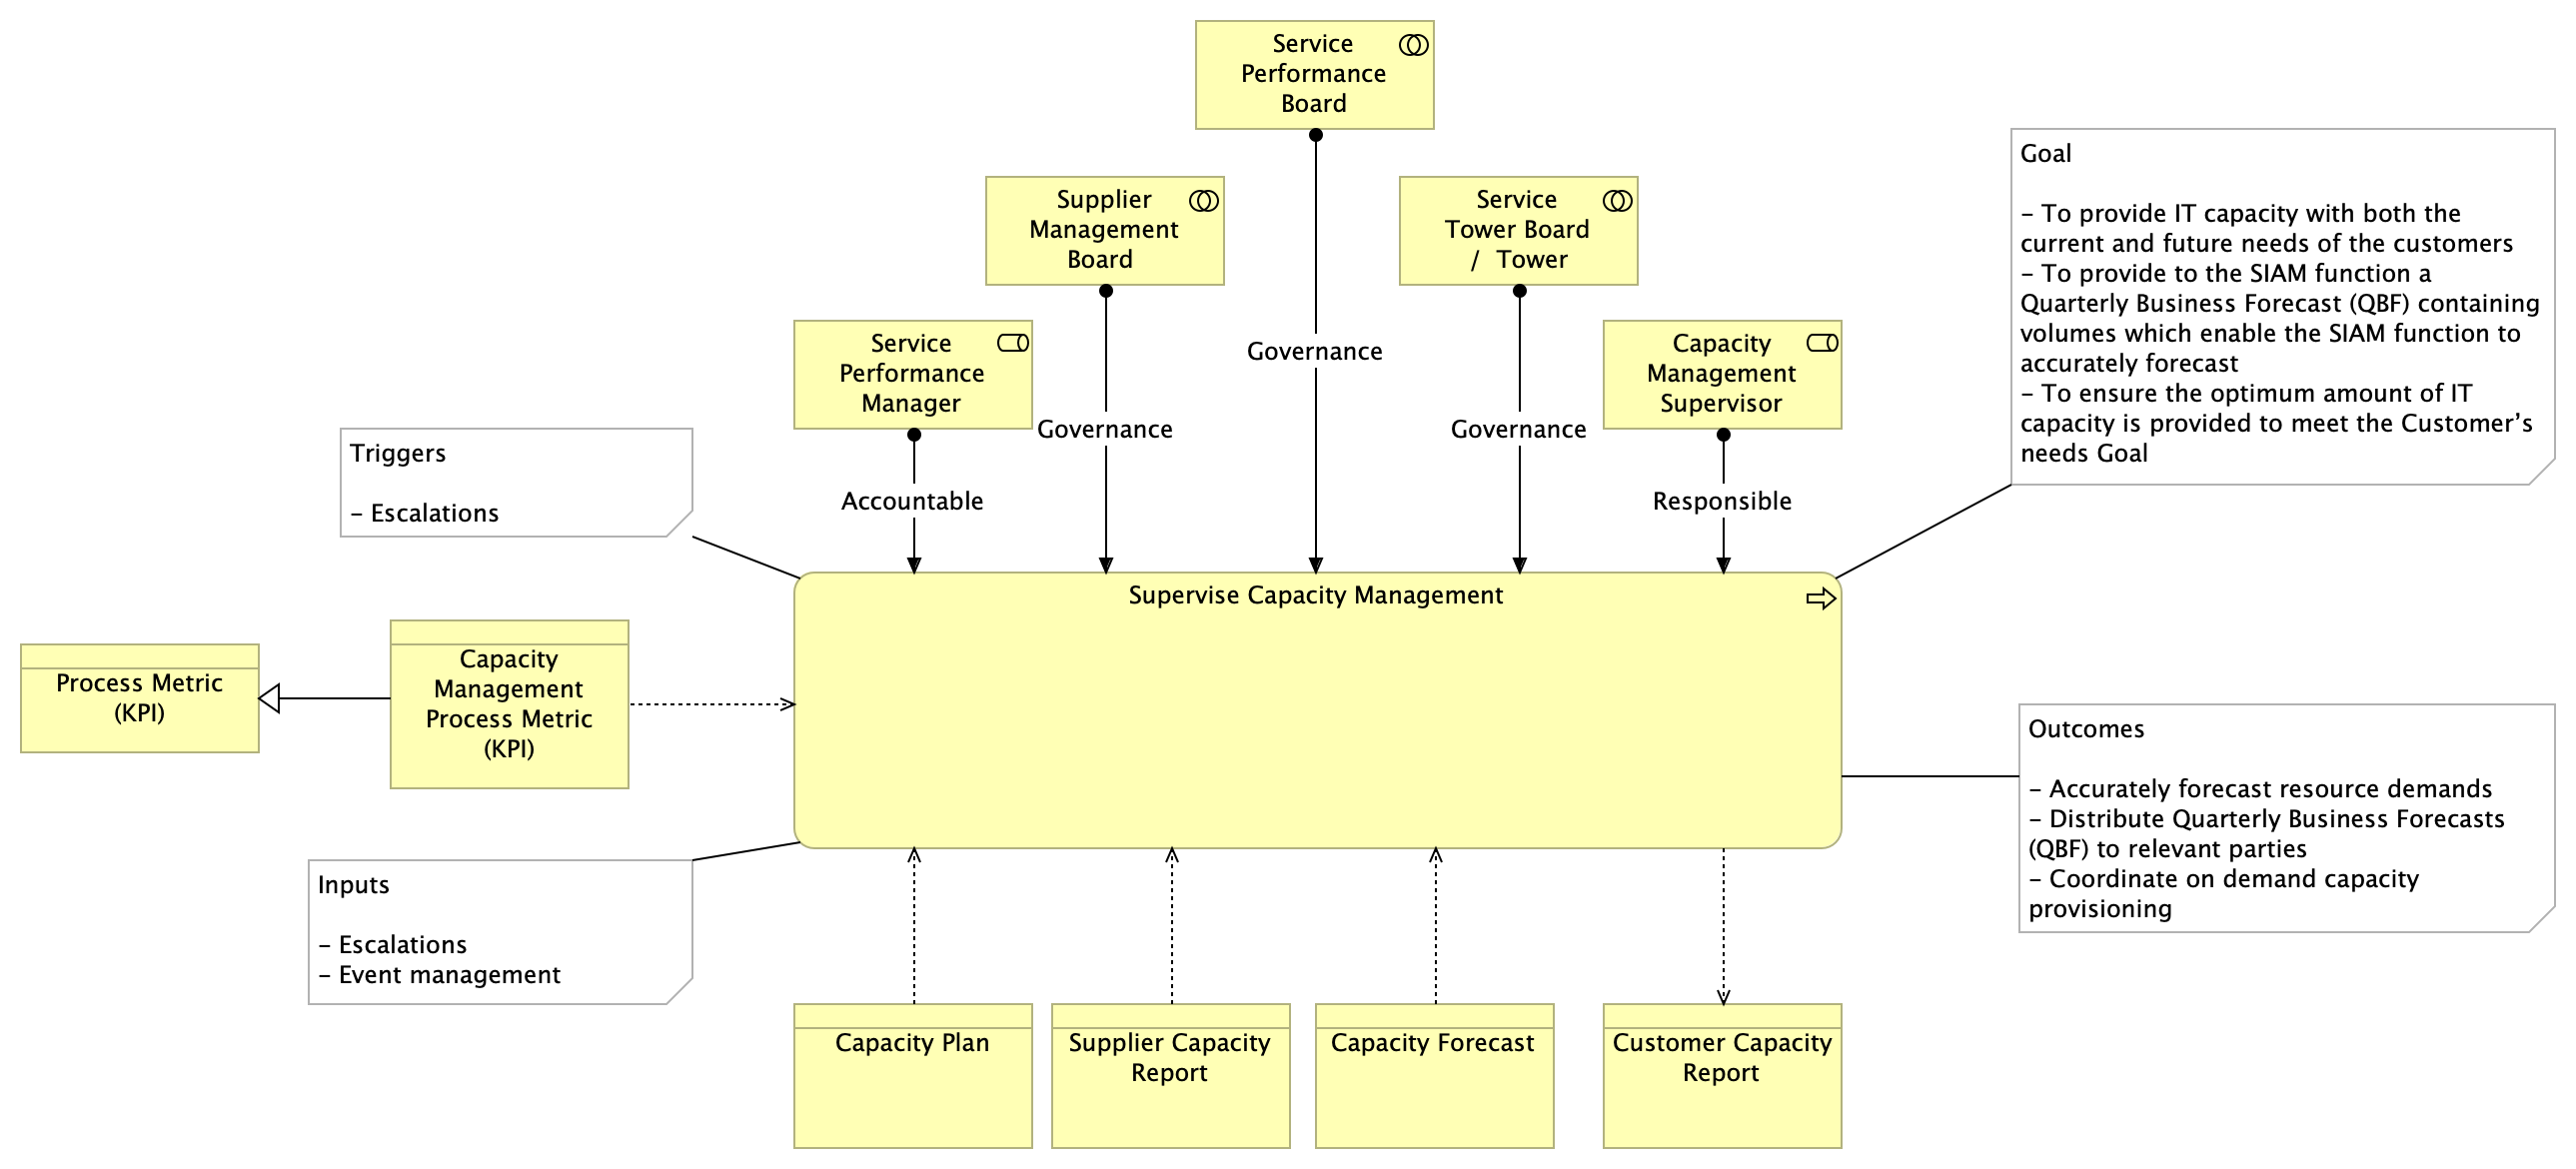 Service
Performance
Board
Supplier
Management
Board
Service
Tower Board
/  Tower
Goal
- To provide IT capacity with both the
current and future needs of the customers
- To provide to the SIAM function a
Quarterly Business Forecast (QBF) containing
volumes which enable the SIAM function to
accurately forecast
- To ensure the optimum amount of IT
capacity is provided to meet the Customer’s
needs Goal
Service
Performance
Manager
Capacity
Management
Supervisor
Governance
Governance
Governance
Triggers
- Escalations
Accountable
Responsible
Supervise Capacity Management
Process Metric
(KPI)
Capacity
Management
Process Metric
(KPI)
Outcomes
- Accurately forecast resource demands
- Distribute Quarterly Business Forecasts
(QBF) to relevant parties
- Coordinate on demand capacity
provisioning
Inputs
- Escalations
- Event management
Capacity Plan
Supplier Capacity
Report
Capacity Forecast
Customer Capacity
Report